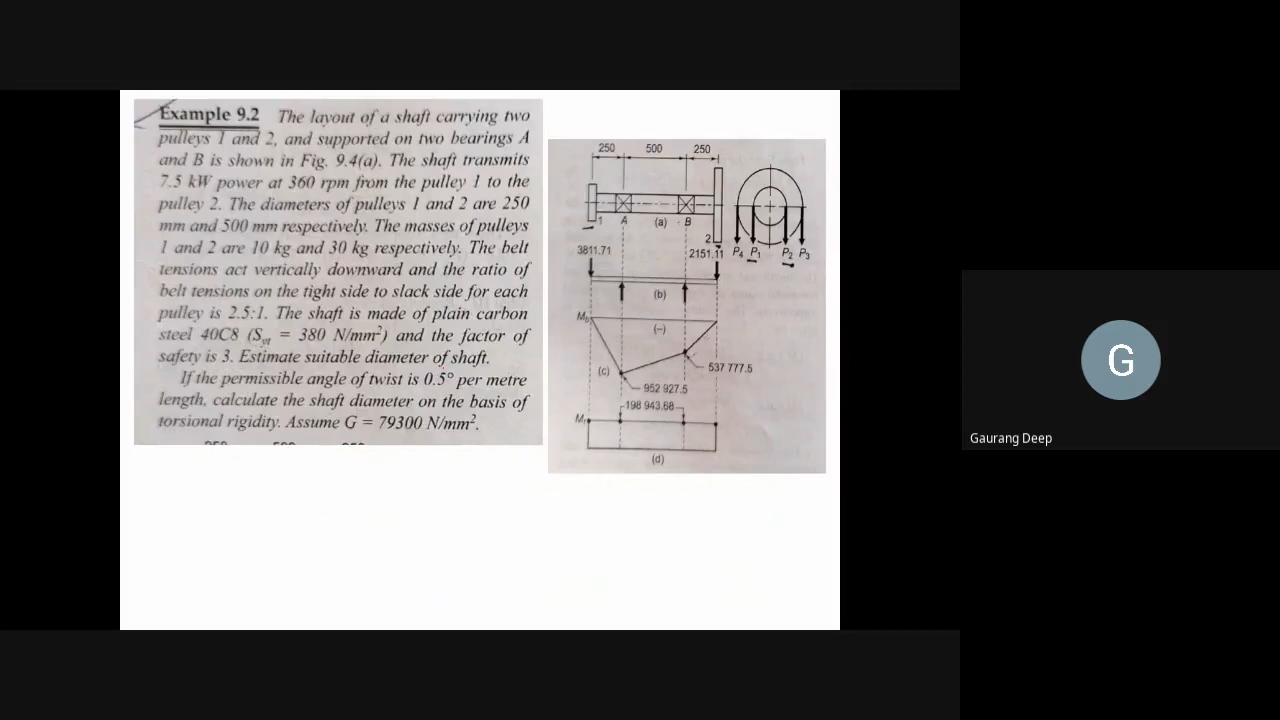 Example 9.2 The layout of a shaft carrying two
pulleys 1 and 2, and supported on two bearings A
and B is shown in Fig. 9.4(a). The shaft transmits
7.5 kW power at 360 rpm from the pulley 1 to the
pulley 2. The diameters of pulleys 1 and 2 are 250
mm and 500 mm respectively. The masses of pulleys
1 and 2 are 10 kg and 30 kg respectively. The belt
tensions act vertically downward and the ratio of
belt tensions on the tight side to slack side for each
pulley is 2.5:1. The shaft is made of plain carbon
steel 40C8 (Syt = 380 N/mm²) and the factor of
safety is 3. Estimate suitable diameter of shaft.
If the permissible angle of twist is 0.5° per metre
length, calculate the shaft diameter on the basis of
torsional rigidity. Assume G = 79300 N/mm².
250 500 250
1 A (a) B
2
P4 P1 P2 P3
3811.71 2151.11
(b)
Mb
(–)
(c)
537 777.5
952 927.5
198 943.68
Mt
(d)
G
Gaurang Deep